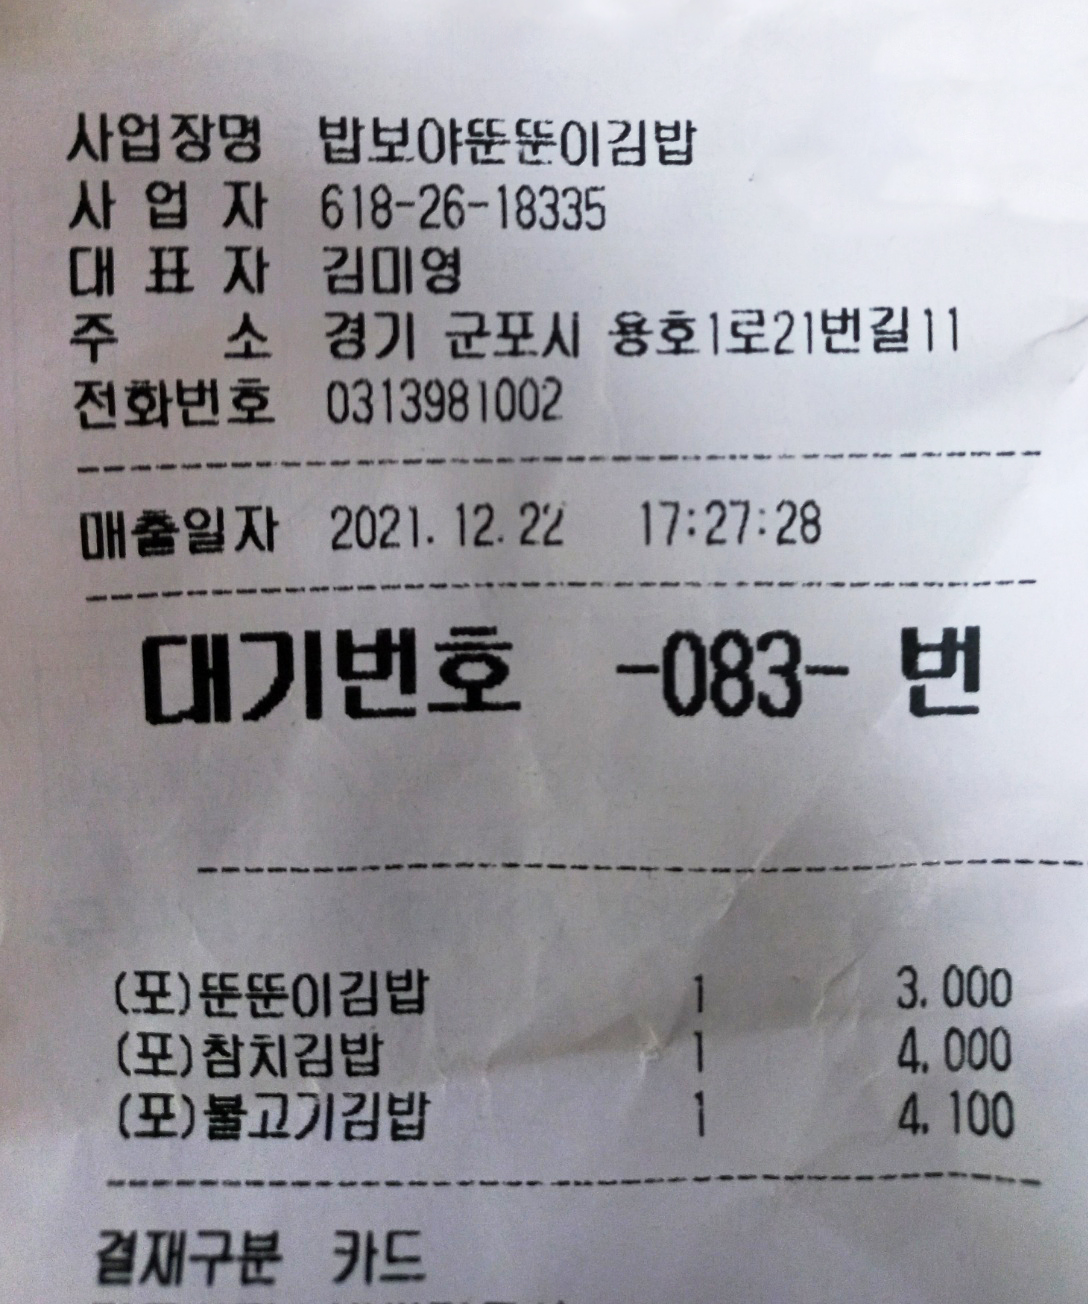 사업장명 밥보야뚠뚠이김밥
사 업 자 618-26-18335
대 표 자 김미영
주 소 경기 군포시 용호1로21번길11
전화번호 0313981002
매출일자 2021.12.22 17:27:28
대기번호 -083- 번
(포)뚠뚠이김밥 1 3.000
(포)참치김밥 1 4.000
(포)불고기김밥 1 4.100
결재구분 카드